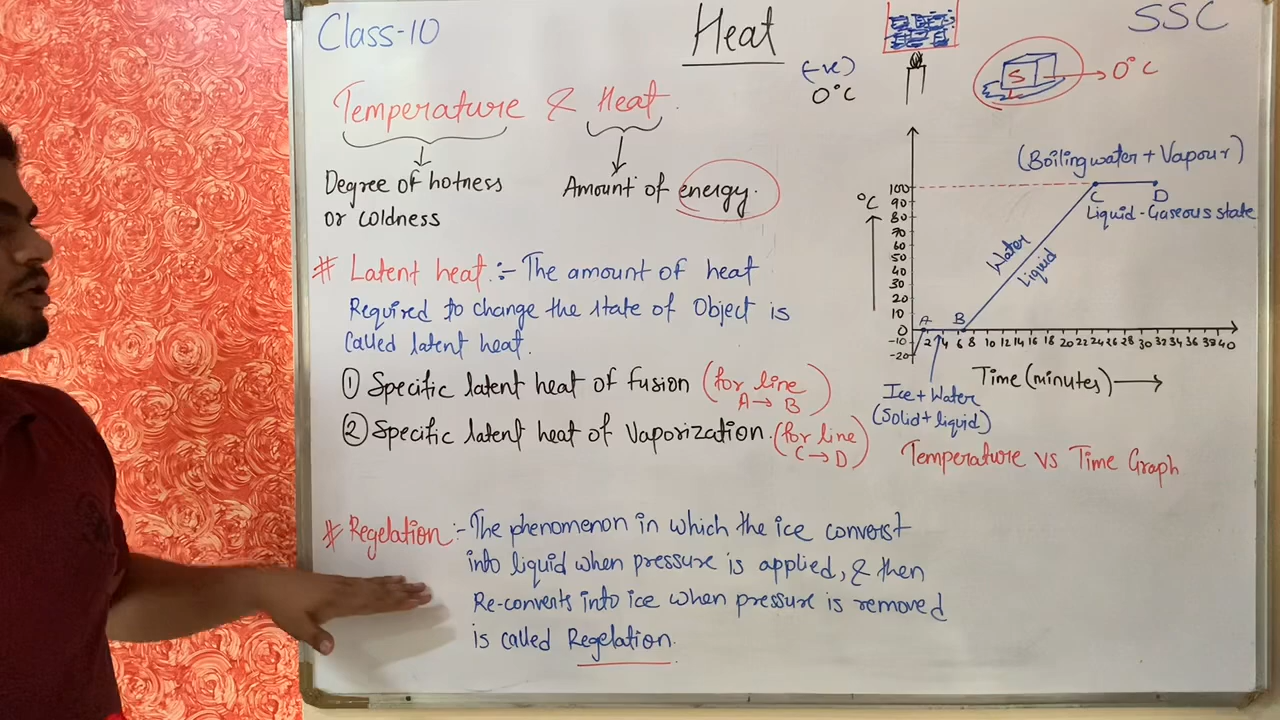 Class-10
Heat
SSC
Temperature & Heat.
Degree of hotness
or coldness
Amount of energy.
(-ve)
0°C
S
L
0°C
# Latent heat :- The amount of heat
Required to change the state of Object is
Called latent heat.
① Specific latent heat of fusion (for line
A→B)
② Specific latent heat of Vaporization. (for line
C→D)
# Regelation :- The phenomenon in which the ice converst
into liquid when pressure is applied, & then
Re-converts into ice when pressure is removed
is called Regelation.
(Boiling water + Vapour)
C D
Liquid-Gaseous state
Water
Liquid
°C
100
90
80
70
60
50
40
30
20
10
0
-10
-20
A B
2 4 6 8 10 12 14 16 18 20 22 24 26 28 30 32 34 36 38 40
Time (minutes)
Ice + Water
(Solid + liquid)
Temperature vs Time Graph